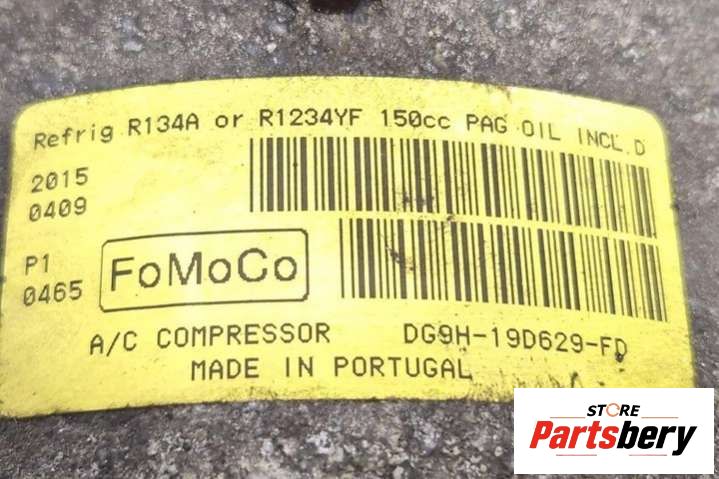 Refrig R134A or R1234YF 150cc PAG OIL INCL.D
2015
0409
P1
0465
FoMoCo
A/C COMPRESSOR DG9H-19D629-FD
MADE IN PORTUGAL
STORE
Partsbery